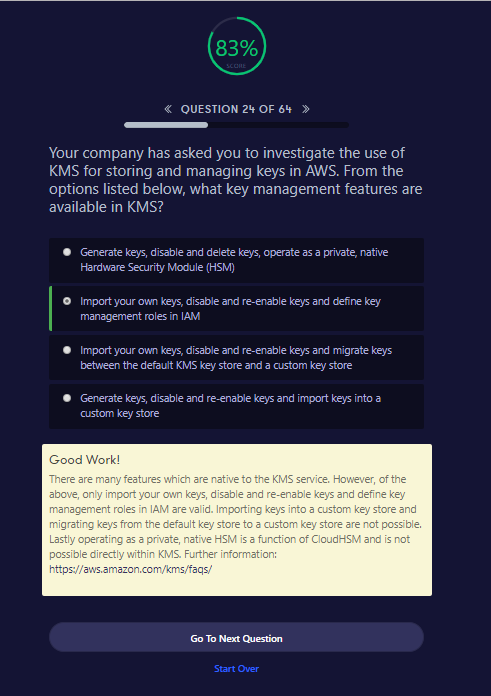 83%
SCORE
« QUESTION 24 OF 64 »
Your company has asked you to investigate the use of
KMS for storing and managing keys in AWS. From the
options listed below, what key management features are
available in KMS?
Generate keys, disable and delete keys, operate as a private, native
Hardware Security Module (HSM)
Import your own keys, disable and re-enable keys and define key
management roles in IAM
Import your own keys, disable and re-enable keys and migrate keys
between the default KMS key store and a custom key store
Generate keys, disable and re-enable keys and import keys into a
custom key store
Good Work!
There are many features which are native to the KMS service. However, of the
above, only import your own keys, disable and re-enable keys and define key
management roles in IAM are valid. Importing keys into a custom key store and
migrating keys from the default key store to a custom key store are not possible.
Lastly operating as a private, native HSM is a function of CloudHSM and is not
possible directly within KMS. Further information:
https://aws.amazon.com/kms/faqs/
Go To Next Question
Start Over